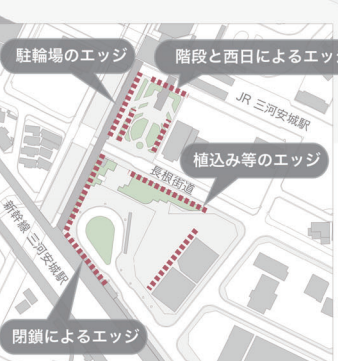 駐輪場のエッジ
階段と西日によるエッ
JR 三河安城駅
植込み等のエッジ
長根街道
新幹線 三河安城駅
閉鎖によるエッジ